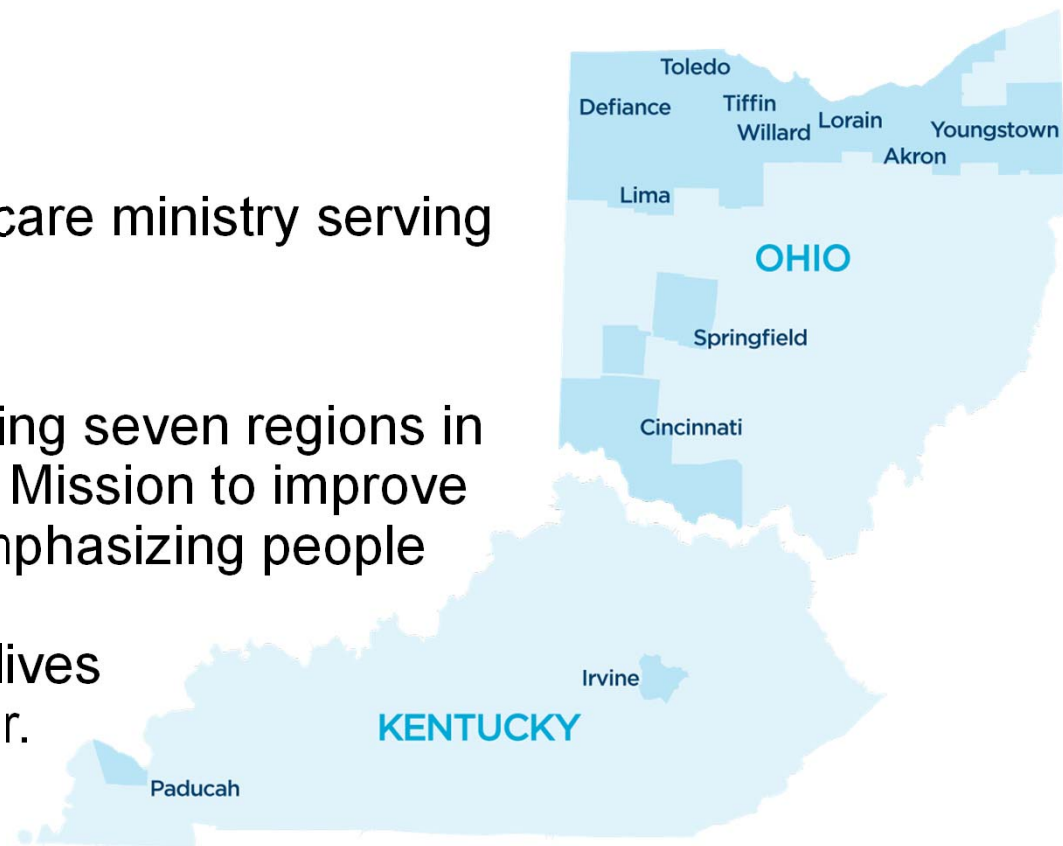 care ministry serving
ing seven regions in
Mission to improve
mphasizing people
lives
r.
Toledo
Defiance
Tiffin
Willard
Lorain
Youngstown
Akron
Lima
OHIO
Springfield
Cincinnati
Irvine
KENTUCKY
Paducah